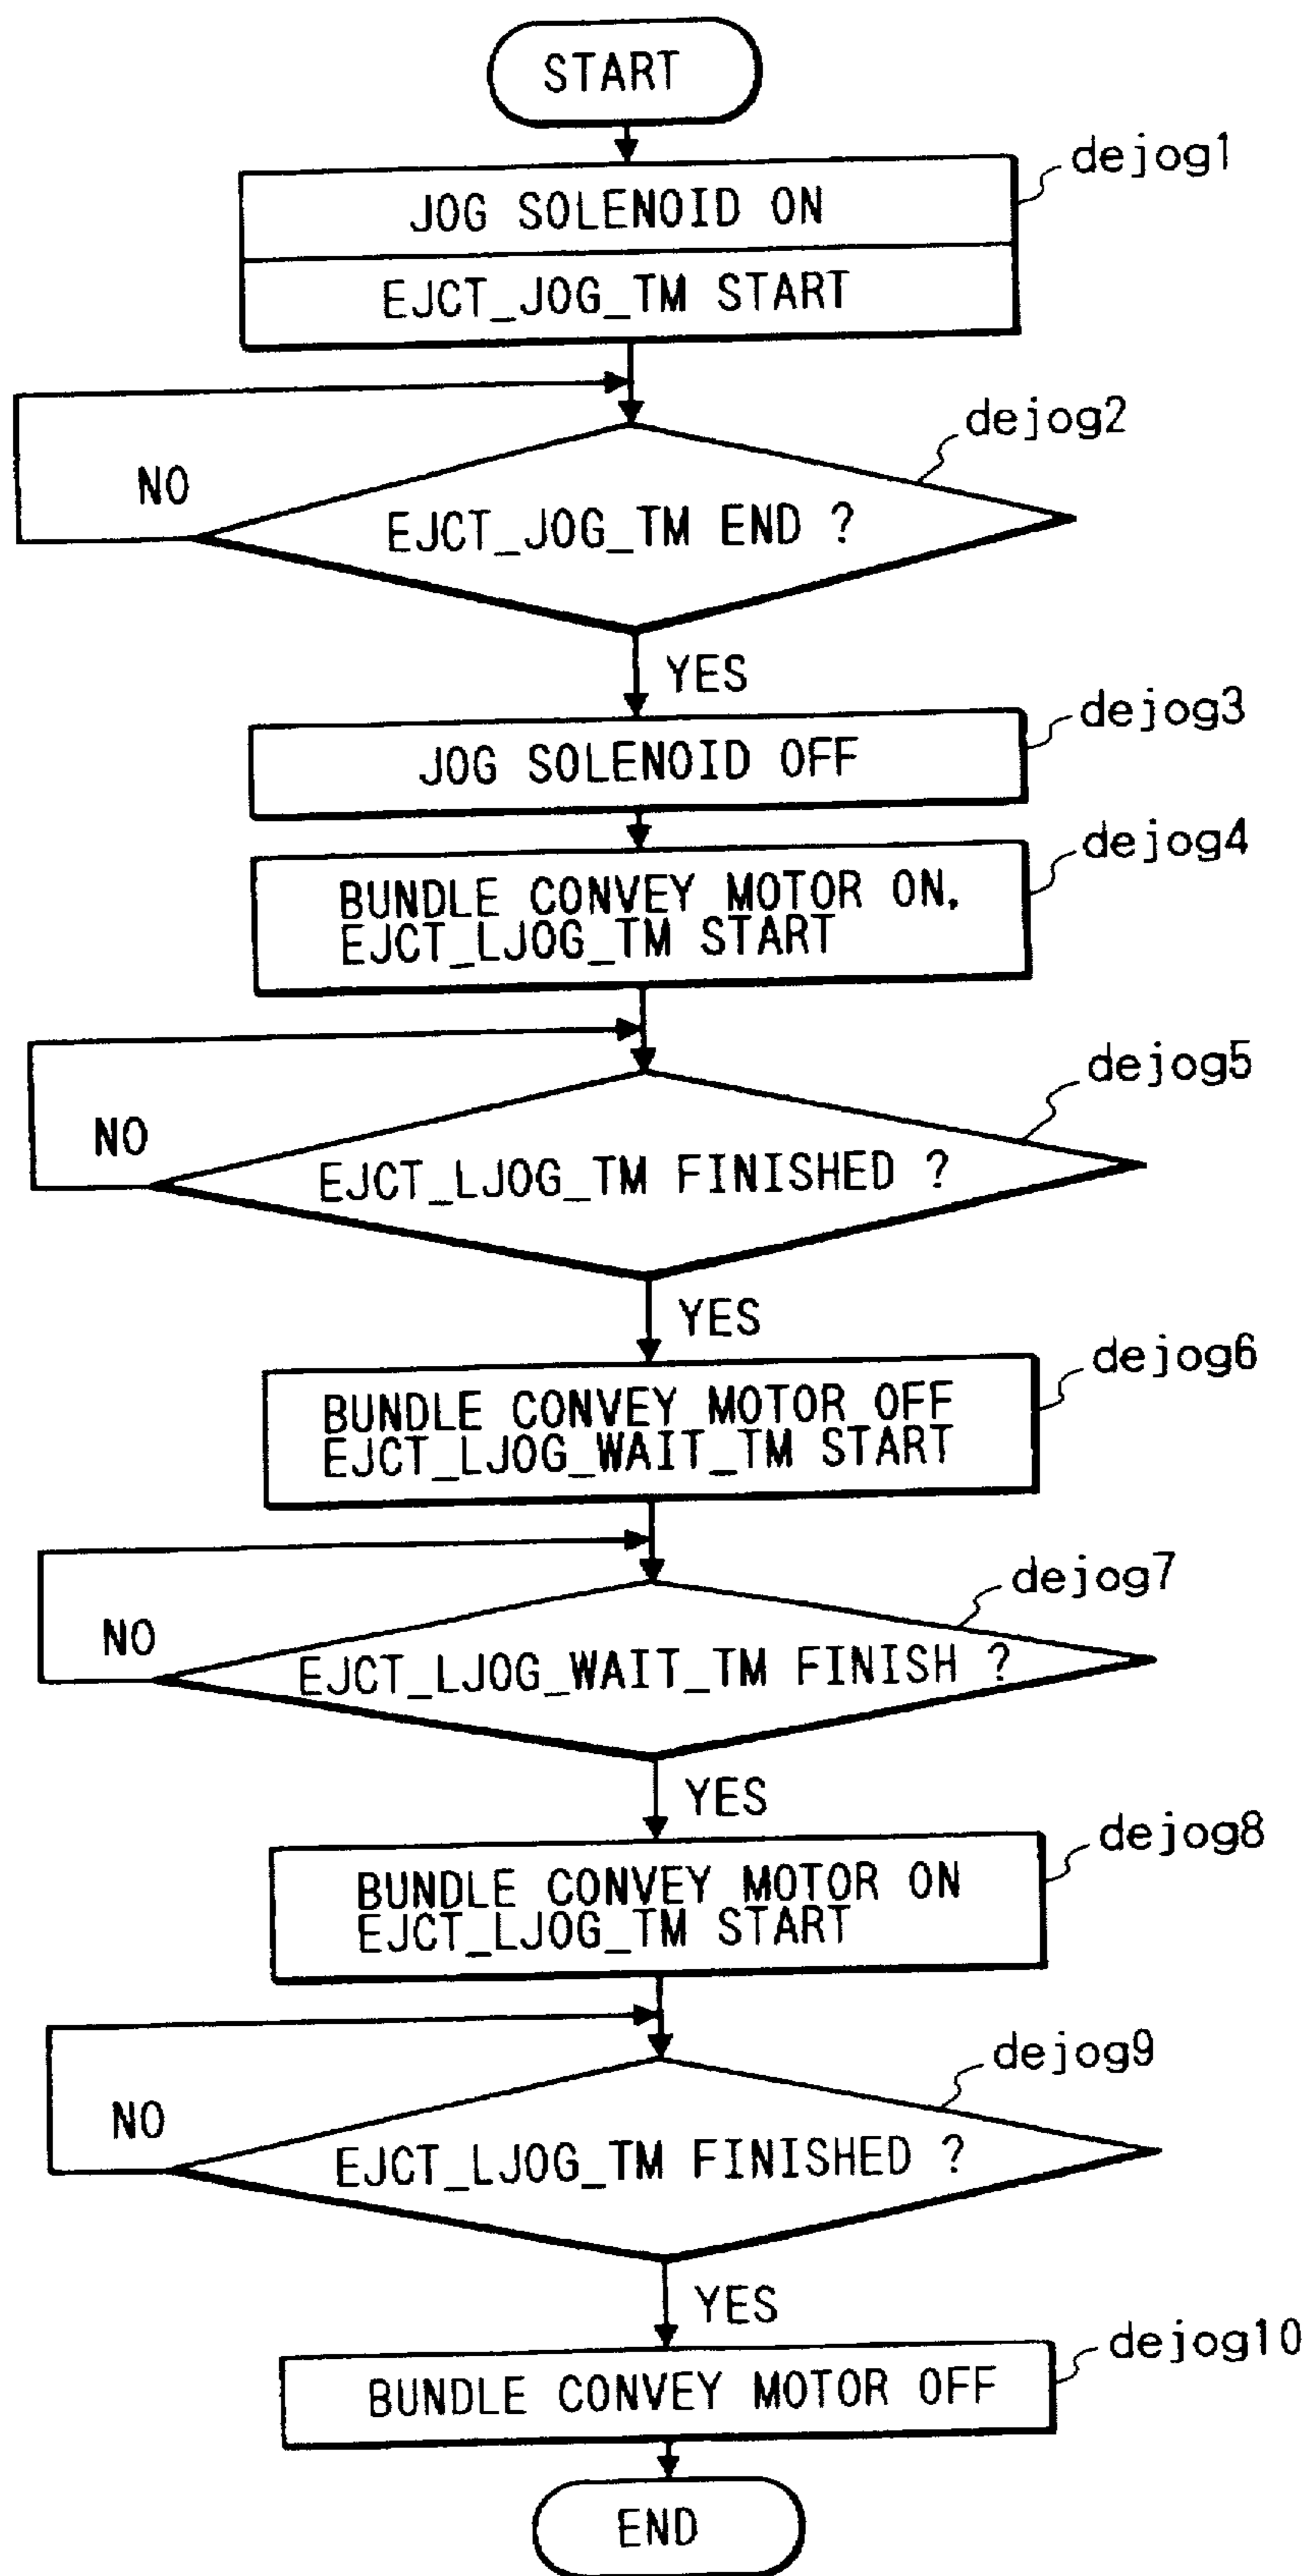 START
dejog1
JOG SOLENOID ON
EJCT_JOG_TM START
dejog2
NO
EJCT_JOG_TM END ?
YES
dejog3
JOG SOLENOID OFF
dejog4
BUNDLE CONVEY MOTOR ON,
EJCT_LJOG_TM START
dejog5
NO
EJCT_LJOG_TM FINISHED ?
YES
dejog6
BUNDLE CONVEY MOTOR OFF
EJCT_LJOG_WAIT_TM START
dejog7
NO
EJCT_LJOG_WAIT_TM FINISH ?
YES
dejog8
BUNDLE CONVEY MOTOR ON
EJCT_LJOG_TM START
dejog9
NO
EJCT_LJOG_TM FINISHED ?
YES
dejog10
BUNDLE CONVEY MOTOR OFF
END